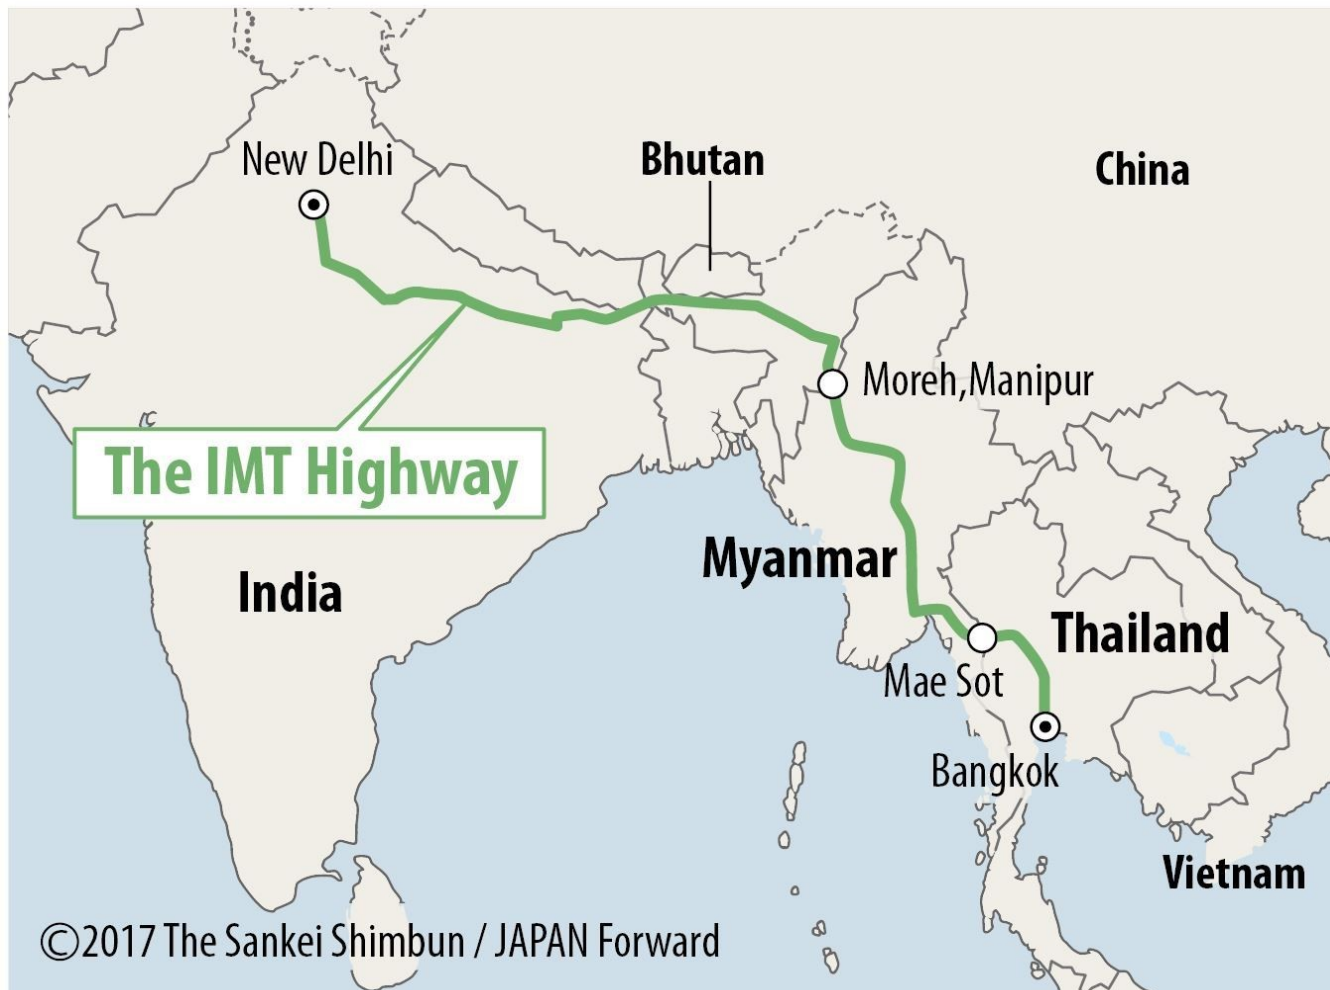 New Delhi
Bhutan
China
Moreh,Manipur
The IMT Highway
Myanmar
India
Thailand
Mae Sot
Bangkok
Vietnam
©2017 The Sankei Shimbun / JAPAN Forward